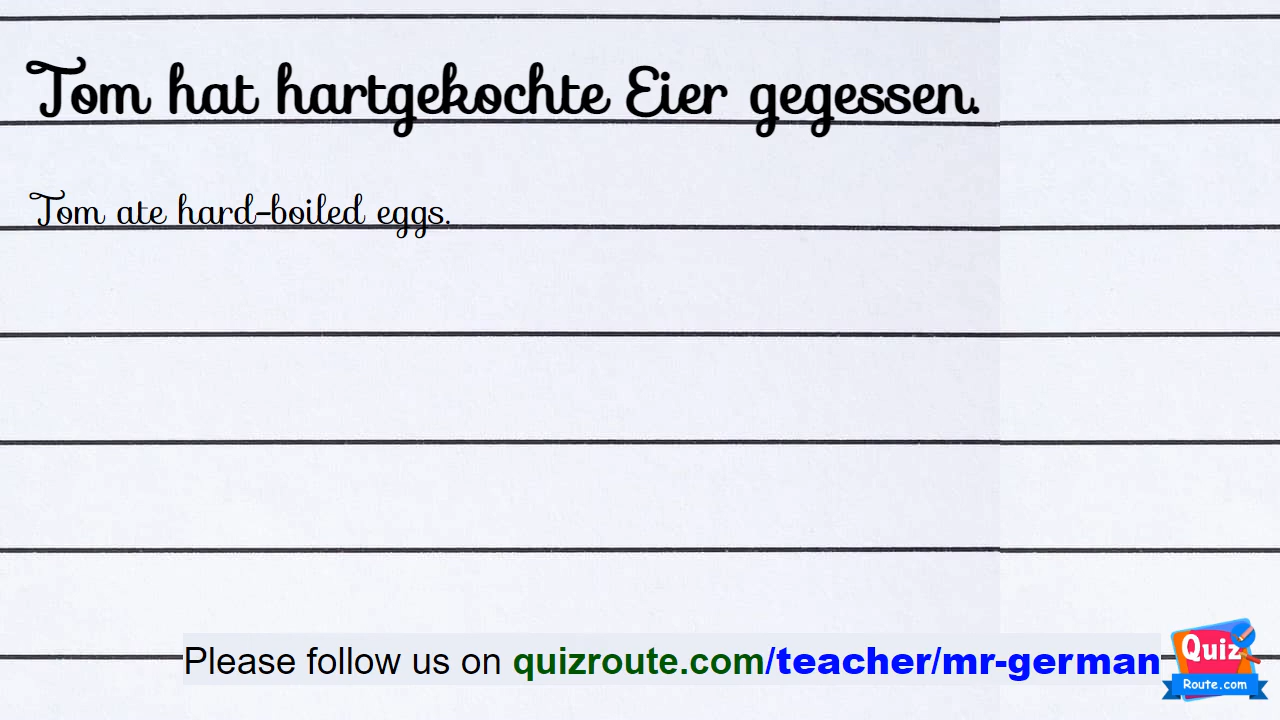 Tom hat hartgekochte Eier gegessen.
Tom ate hard-boiled eggs.
Please follow us on quizroute.com/teacher/mr-german
Quiz
Route.com